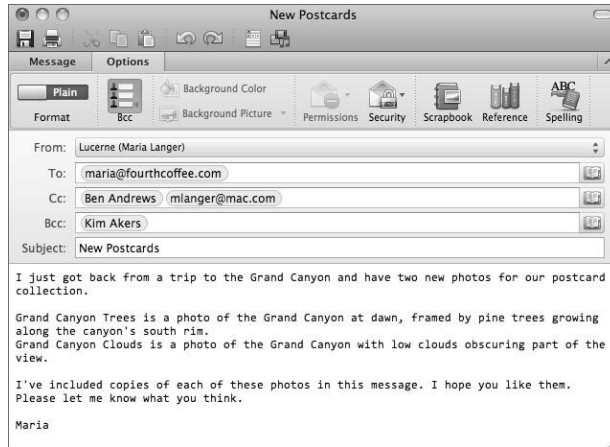 New Postcards
Message Options
Plain
Format
Bcc
Background Color
Background Picture
Permissions
Security
Scrapbook
Reference
ABC
Spelling
From: Lucerne (Maria Langer)
To: maria@fourthcoffee.com
Cc: Ben Andrews mlanger@mac.com
Bcc: Kim Akers
Subject: New Postcards
I just got back from a trip to the Grand Canyon and have two new photos for our postcard
collection.
Grand Canyon Trees is a photo of the Grand Canyon at dawn, framed by pine trees growing
along the canyon's south rim.
Grand Canyon Clouds is a photo of the Grand Canyon with low clouds obscuring part of the
view.
I've included copies of each of these photos in this message. I hope you like them.
Please let me know what you think.
Maria